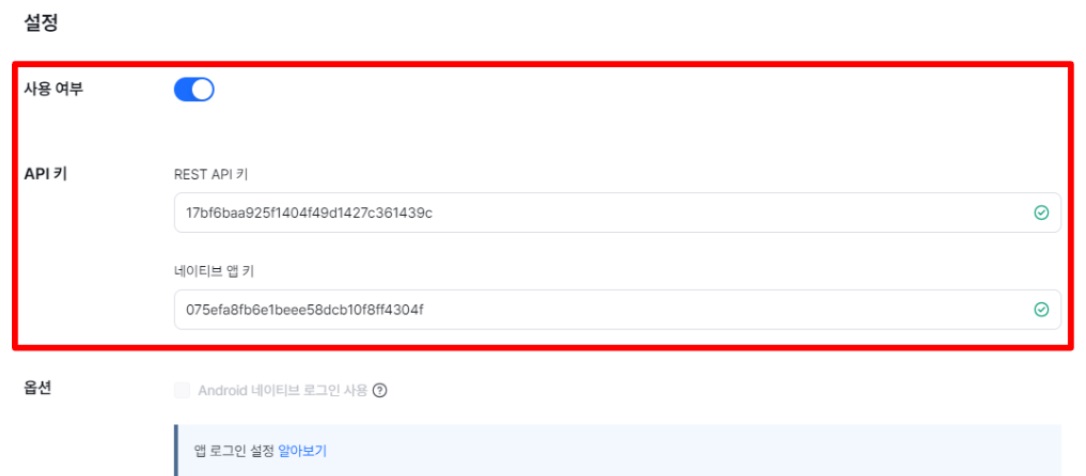 설정
사용 여부
API 키
REST API 키
17bf6baa925f1404f49d1427c361439c
네이티브 앱 키
075efa8fb6e1beee58dcb10f8ff4304f
옵션
Android 네이티브 로그인 사용 ?
앱 로그인 설정 알아보기